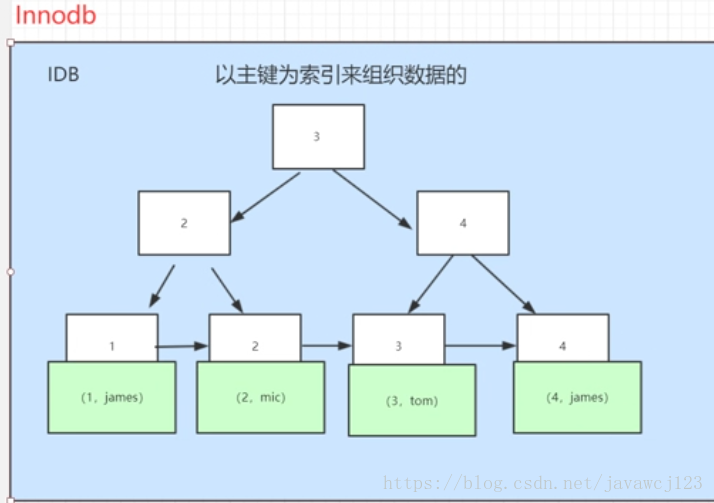 Innodb
IDB
以主键为索引来组织数据的
3
2
4
1
2
3
4
(1, james)
(2, mic)
(3, tom)
(4, james)
https://blog.csdn.net/javawcj123